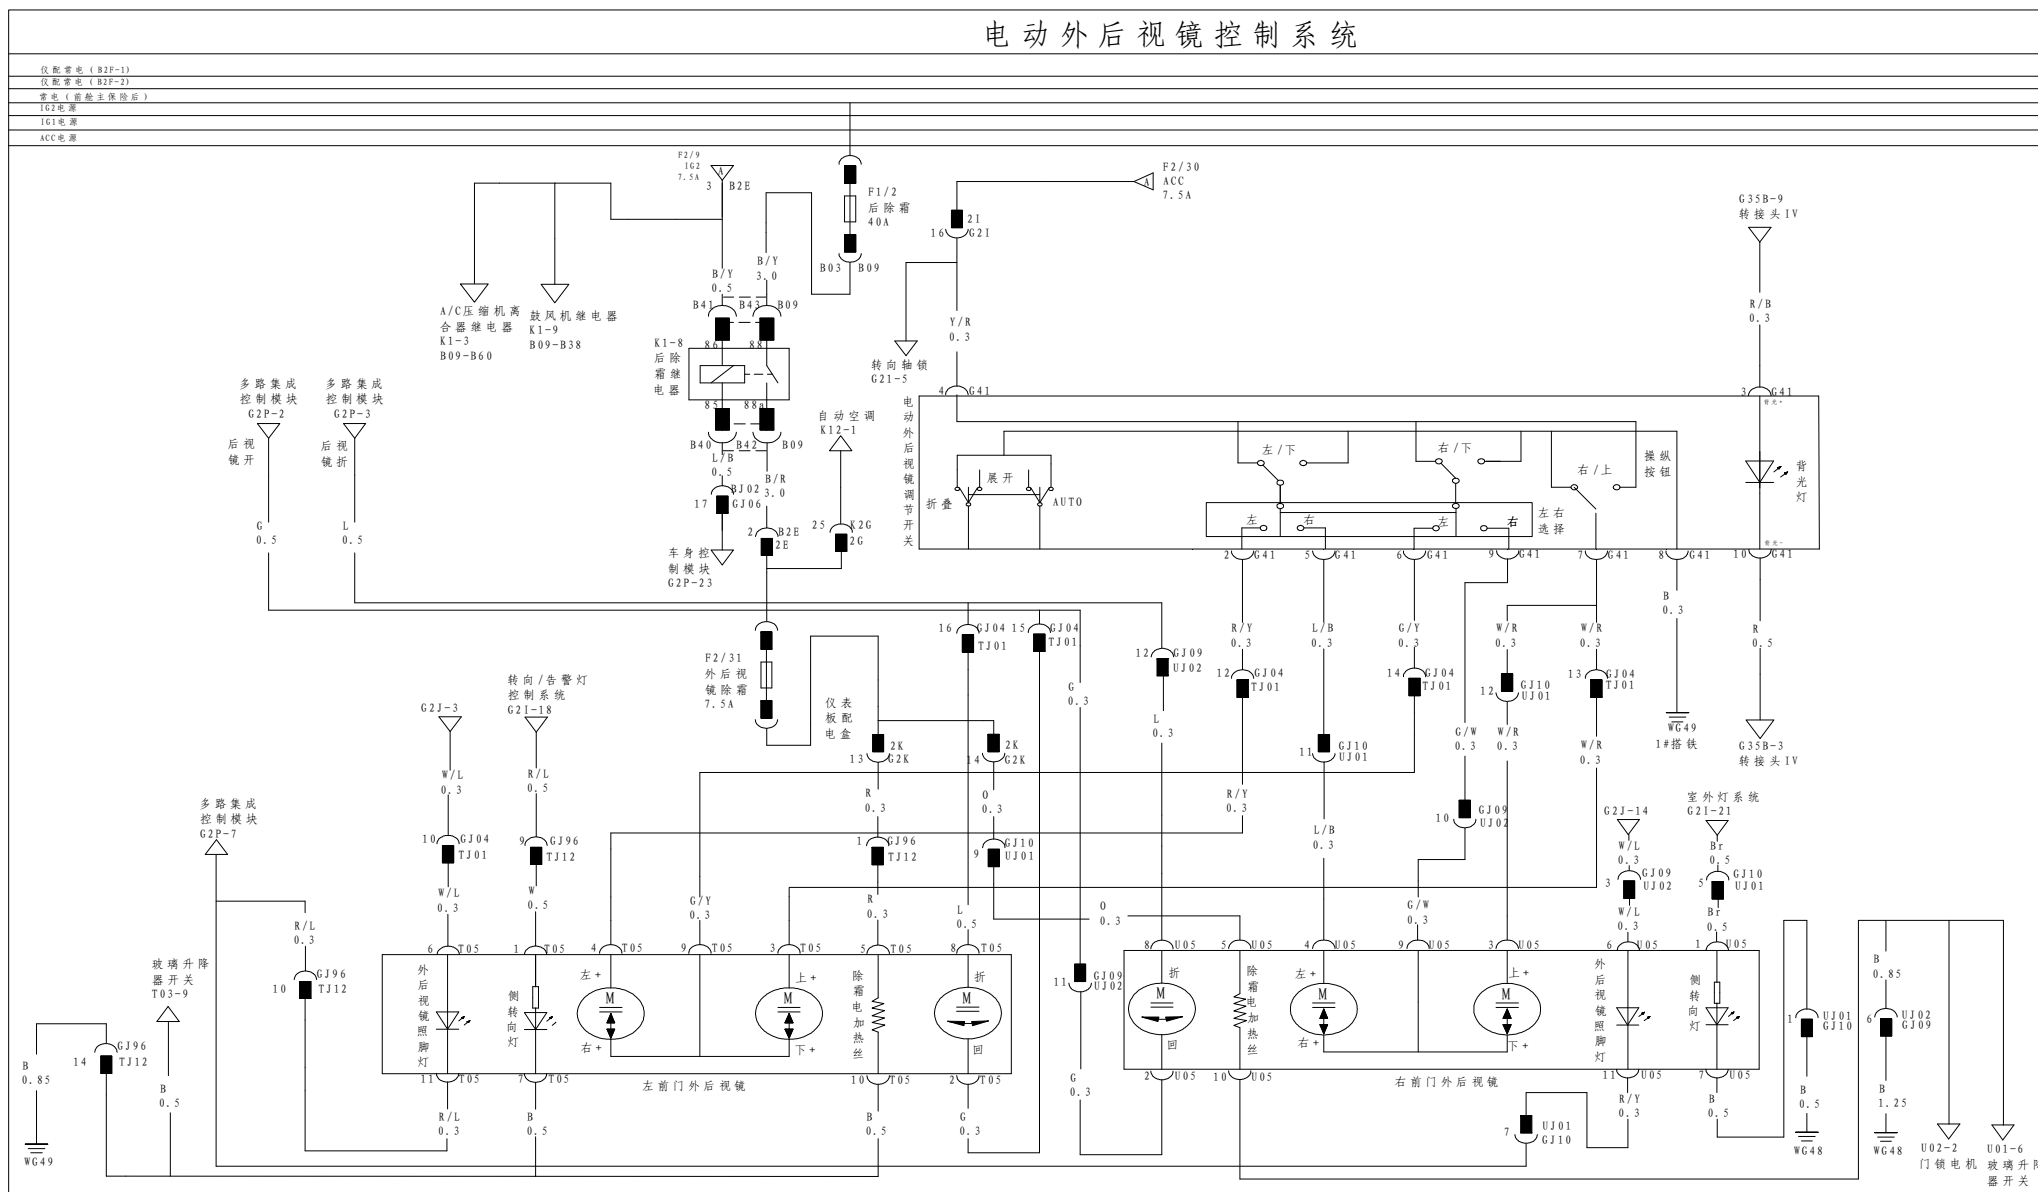 电动外后视镜控制系统
仪配常电(B2F-1)
仪配常电(B2F-2)
常电(前舱主保险后)
IG2电源
IG1电源
ACC电源
F2/9
IG2
7.5A
A
3
B2E
F1/2
后除霜
40A
B03
B09
F2/30
ACC
7.5A
A
2I
16
G2I
G35B-9
转接头IV
A/C压缩机离
合器继电器
K1-3
B09-B60
鼓风机继电器
K1-9
B09-B38
B/Y
0.5
B/Y
3.0
B41
B43
B09
K1-8
后除
霜继
电器
86
88
85
88a
B40
B42
B09
L/B
0.5
B/R
3.0
BJ02
17
GJ06
车身控
制模块
G2P-23
2
B2E
2E
自动空调
K12-1
25
K2G
2G
转向轴锁
G21-5
Y/R
0.3
R/B
0.3
多路集成
控制模块
G2P-2
后视
镜开
多路集成
控制模块
G2P-3
后视
镜折
G
0.5
L
0.5
4
G41
3
G41
背光+
电动外后视镜调节开关
折叠
展开
AUTO
左/下
右/下
右/上
操纵
按钮
左
右
左
右
左右
选择
背光灯
背光-
2
G41
5
G41
6
G41
9
G41
7
G41
8
G41
10
G41
F2/31
外后视
镜除霜
7.5A
仪表
板配
电盒
16
GJ04
TJ01
15
GJ04
TJ01
12
GJ09
UJ02
R/Y
0.3
12
GJ04
TJ01
L/B
0.3
G/Y
0.3
14
GJ04
TJ01
W/R
0.3
12
GJ10
UJ01
W/R
0.3
13
GJ04
TJ01
B
0.3
R
0.5
WG49
1#搭铁
G35B-3
转接头IV
G2J-3
转向/告警灯
控制系统
G2I-18
W/L
0.3
R/L
0.5
10
GJ04
TJ01
9
GJ96
TJ12
W/L
0.3
W
0.5
2K
13
G2K
2K
14
G2K
R
0.3
O
0.3
1
GJ96
TJ12
9
GJ10
UJ01
R
0.3
L
0.5
G
0.3
L
0.3
O
0.3
R/Y
0.3
11
GJ10
UJ01
L/B
0.3
G/W
0.3
W/R
0.3
W/R
0.3
10
GJ09
UJ02
G/W
0.3
G/Y
0.3
G2J-14
室外灯系统
G2I-21
W/L
0.3
Br
0.5
3
GJ09
UJ02
5
GJ10
UJ01
W/L
0.3
Br
0.5
多路集成
控制模块
G2P-7
R/L
0.3
GJ96
10
TJ12
玻璃升降
器开关
T03-9
GJ96
14
TJ12
B
0.85
B
0.5
WG49
6
T05
1
T05
4
T05
9
T05
3
T05
5
T05
8
T05
外后视镜照脚灯
侧转向灯
左+
M
右+
上+
M
下+
除霜电加热丝
折
M
回
11
T05
7
T05
左前门外后视镜
10
T05
2
T05
R/L
0.3
B
0.5
B
0.5
G
0.3
11
GJ09
UJ02
G
0.3
8
U05
5
U05
4
U05
9
U05
3
U05
6
U05
1
U05
折
M
回
除霜电加热丝
左+
M
右+
上+
M
下+
外后视镜照脚灯
侧转向灯
2
U05
10
U05
右前门外后视镜
11
U05
7
U05
R/Y
0.3
B
0.5
7
UJ01
GJ10
1
UJ01
GJ10
B
0.5
WG48
B
0.85
6
UJ02
GJ09
B
1.25
WG48
U02-2
门锁电机
U01-6
玻璃升降
器开关